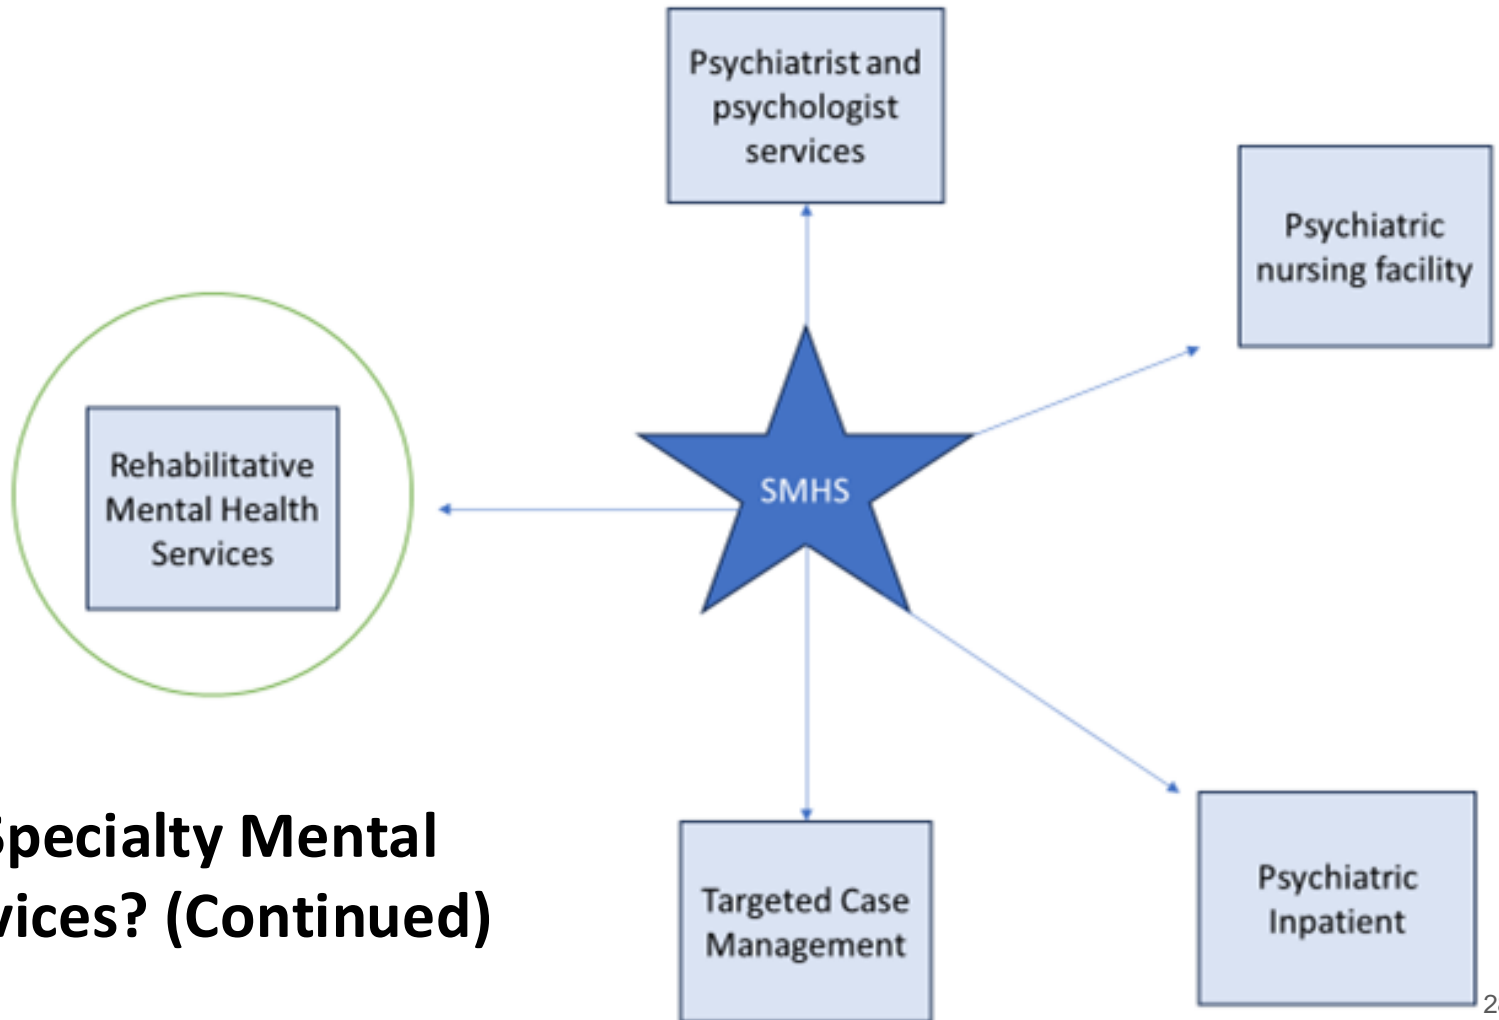 Psychiatrist and
psychologist
services
Psychiatric
nursing facility
Rehabilitative
Mental Health
Services
SMHS
Specialty Mental
vices? (Continued)
Targeted Case
Management
Psychiatric
Inpatient